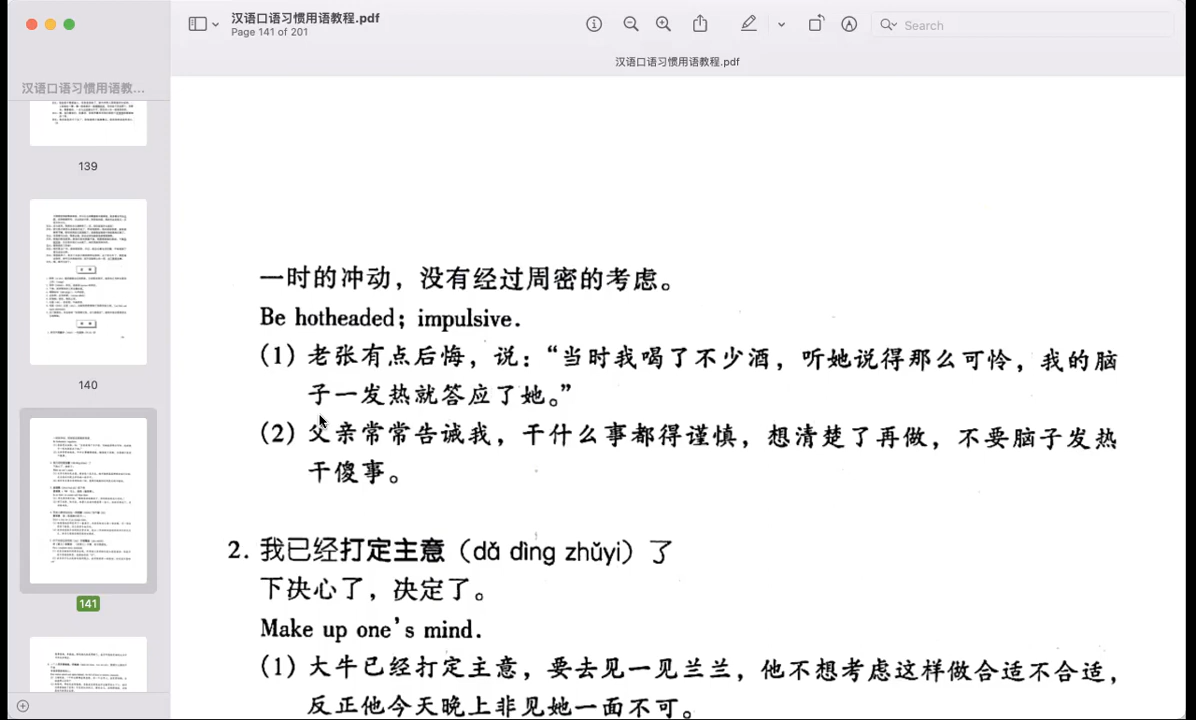 汉语口语习惯用语教程.pdf
Page 141 of 201
Search
汉语口语习惯用语教...
汉语口语习惯用语教程.pdf
139
140
141
一时的冲动，没有经过周密的考虑。
Be hotheaded; impulsive.
(1) 老张有点后悔，说：“当时我喝了不少酒，听她说得那么可怜，我的脑
子一发热就答应了她。”
(2) 父亲常常告诫我，干什么事都得谨慎，想清楚了再做，不要脑子发热
干傻事。
2. 我已经打定主意（dǎ dìng zhǔyi）了
下决心了，决定了。
Make up one's mind.
(1) 大牛已经打定主意，要去见一见兰兰，他不想考虑这样做合适不合适，
反正他今天晚上非见她一面不可。